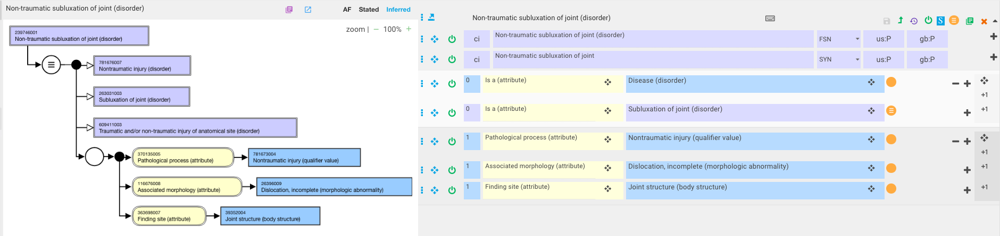 Non-traumatic subluxation of joint (disorder)
AF Stated Inferred
zoom | − 100% +
239746001
Non-traumatic subluxation of joint (disorder)
781676007
Nontraumatic injury (disorder)
263031003
Subluxation of joint (disorder)
609411003
Traumatic and/or non-traumatic injury of anatomical site (disorder)
370135005
Pathological process (attribute)
781673004
Nontraumatic injury (qualifier value)
116676008
Associated morphology (attribute)
26396009
Dislocation, incomplete (morphologic abnormality)
363698007
Finding site (attribute)
39352004
Joint structure (body structure)
Non-traumatic subluxation of joint (disorder)
S
ci Non-traumatic subluxation of joint (disorder) FSN us:P gb:P
ci Non-traumatic subluxation of joint SYN us:P gb:P
0 Is a (attribute) Disease (disorder)
+1
0 Is a (attribute) Subluxation of joint (disorder) +1
1 Pathological process (attribute) Nontraumatic injury (qualifier value)
+1
1 Associated morphology (attribute) Dislocation, incomplete (morphologic abnormality) +1
1 Finding site (attribute) Joint structure (body structure) +1